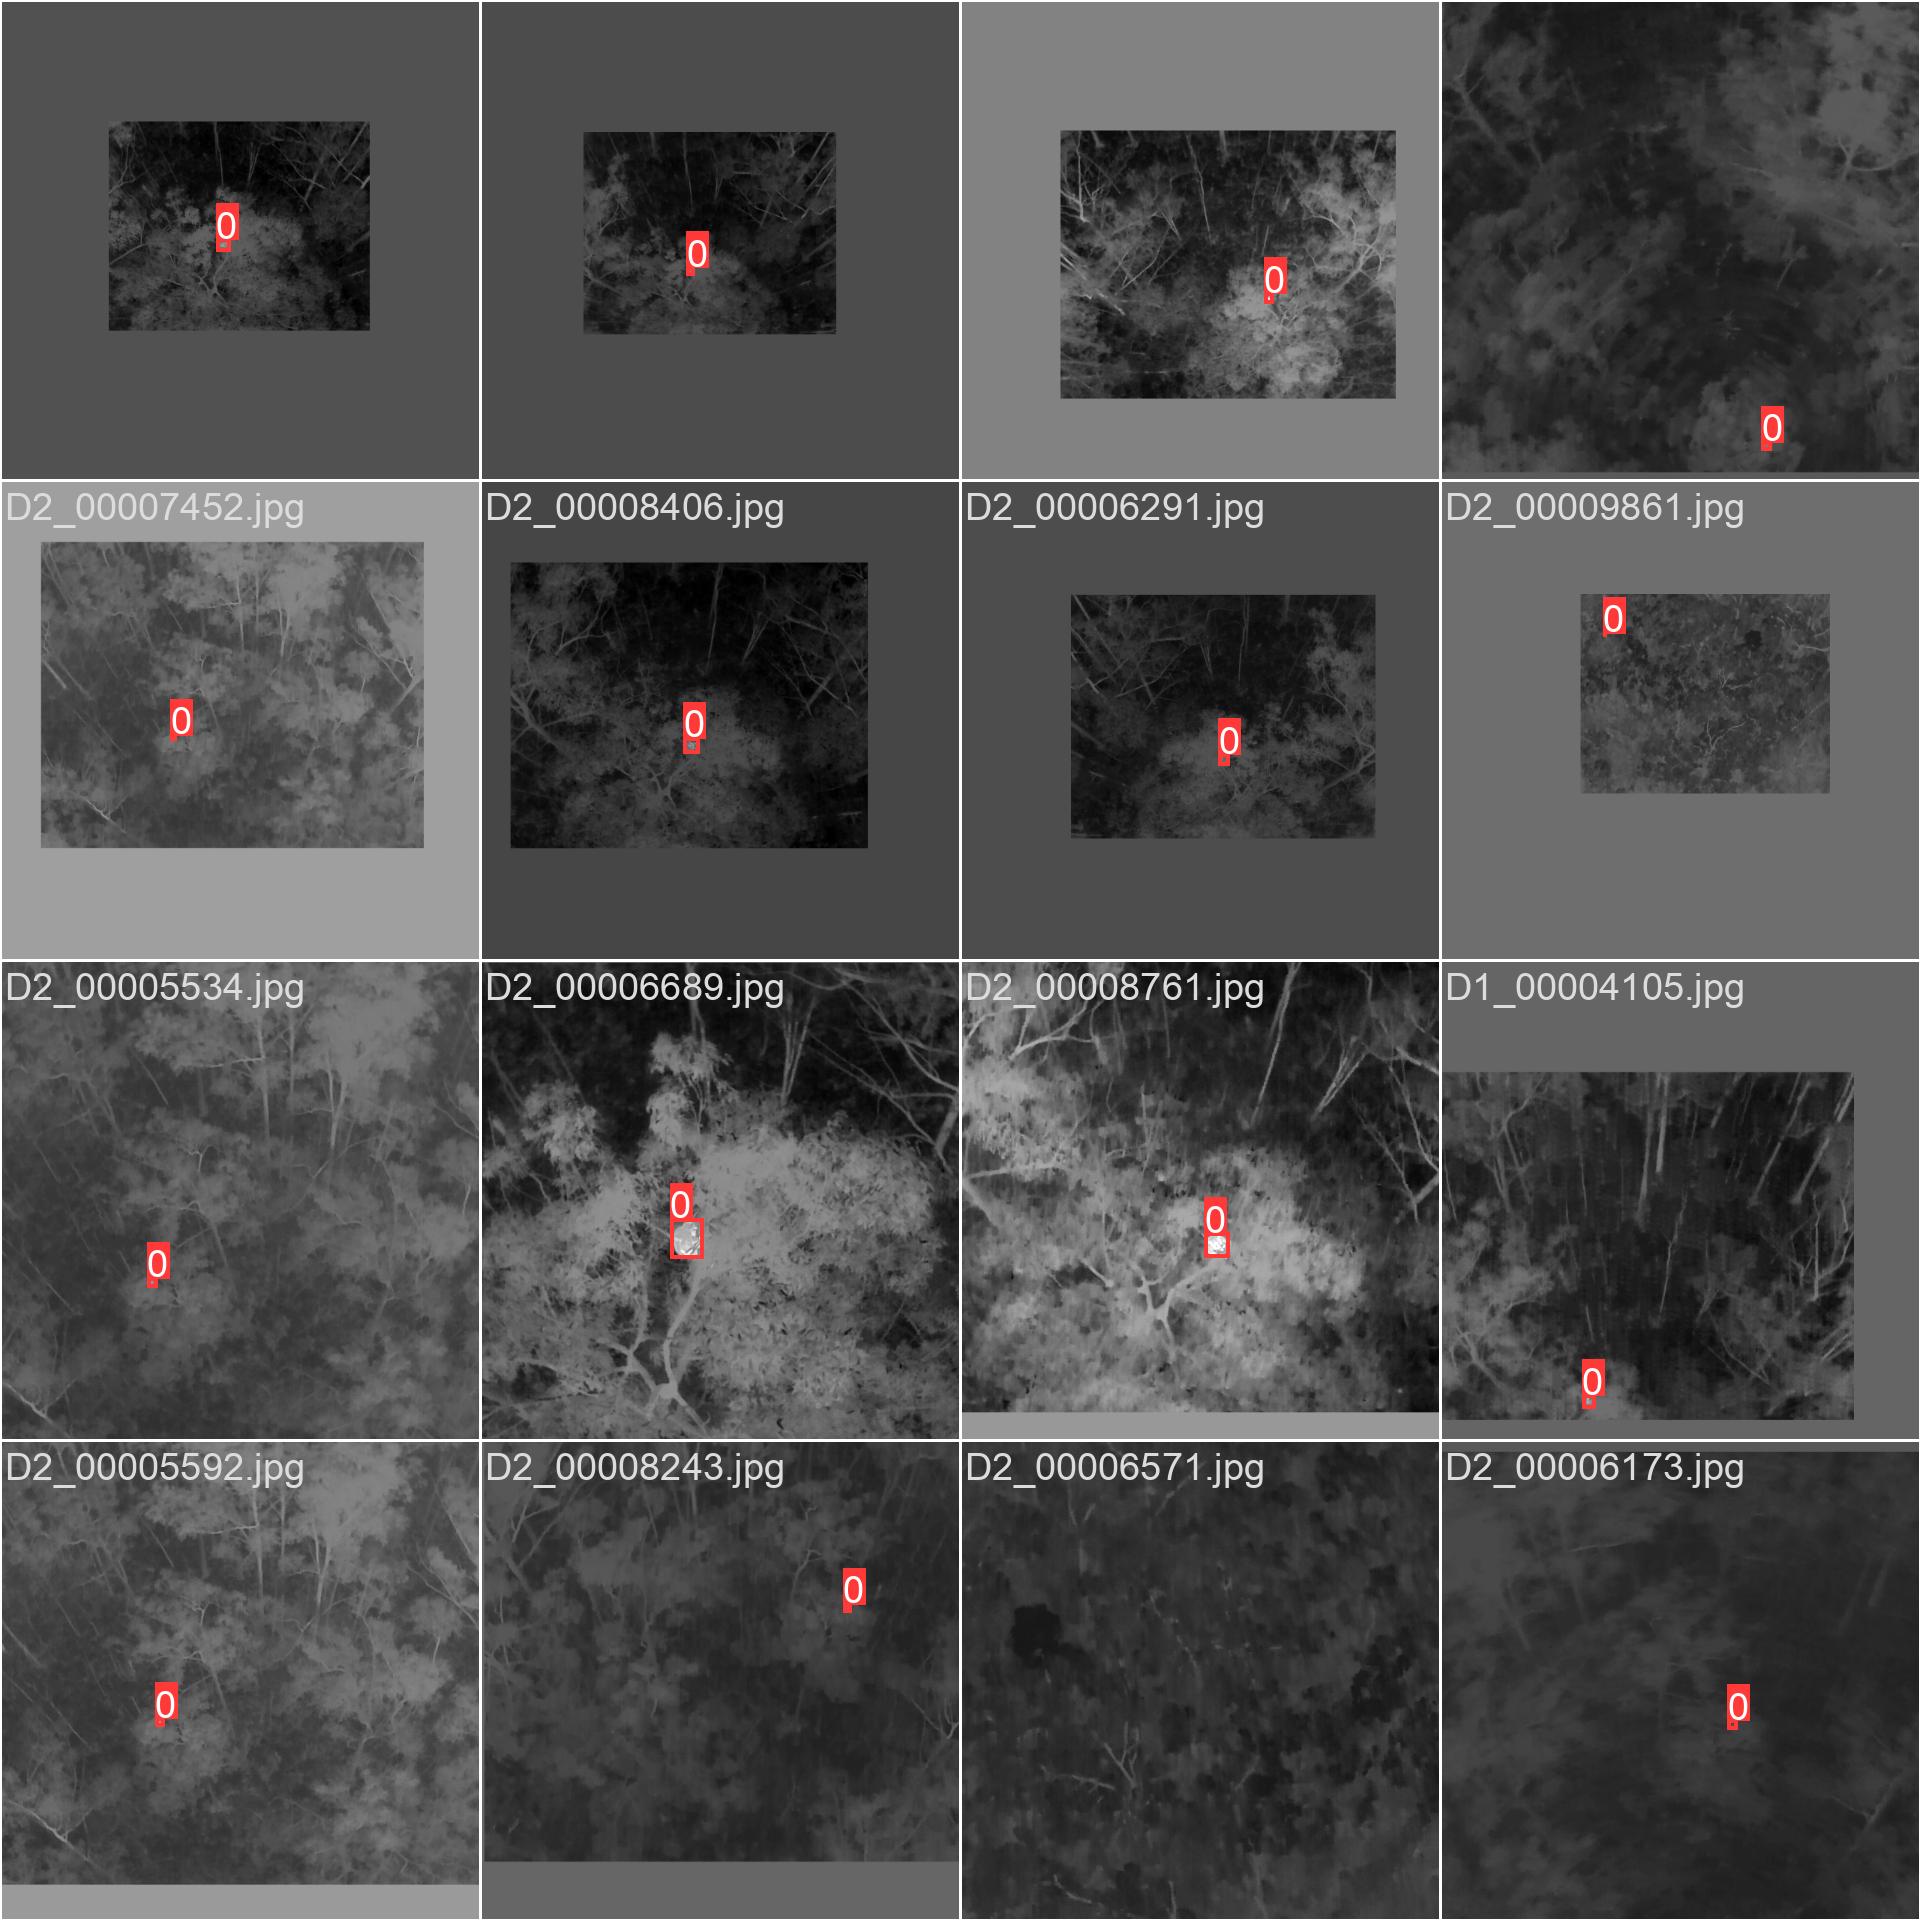 0 0 0 0
D2_00007452.jpg D2_00008406.jpg D2_00006291.jpg D2_00009861.jpg
0
0 0 0
D2_00005534.jpg D2_00006689.jpg D2_00008761.jpg D1_00004105.jpg
0 0 0 0
D2_00005592.jpg D2_00008243.jpg D2_00006571.jpg D2_00006173.jpg
0 0 0